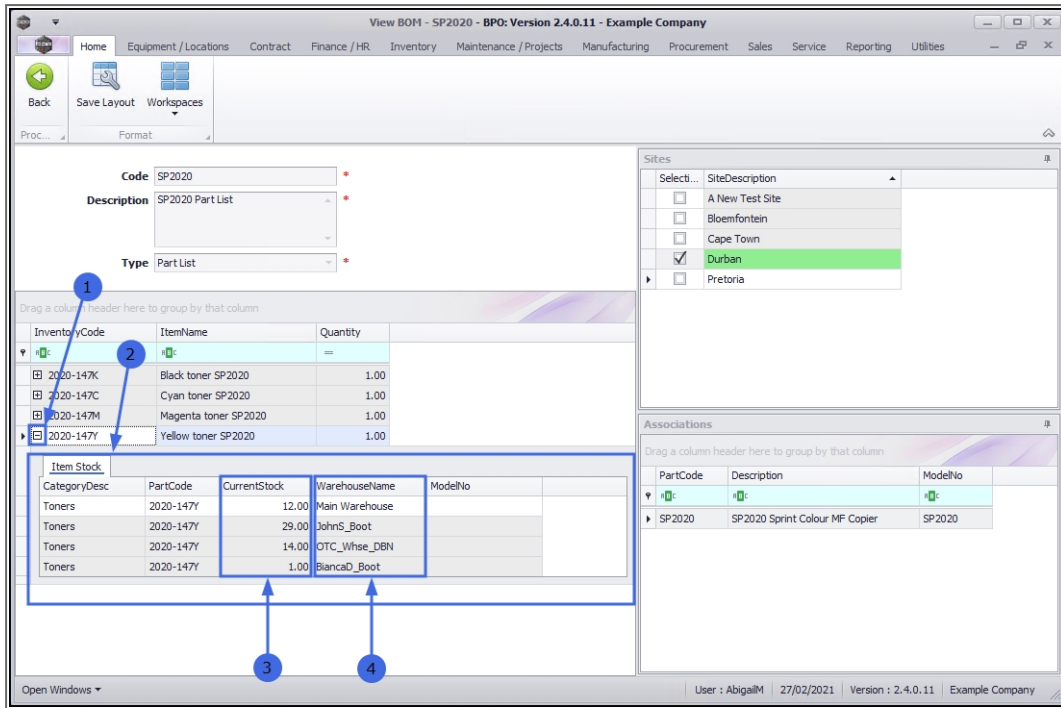 View BOM - SP2020 - BPO: Version 2.4.0.11 - Example Company
Home Equipment / Locations Contract Finance / HR Inventory Maintenance / Projects Manufacturing Procurement Sales Service Reporting Utilities
Back Save Layout Workspaces
Proc... Format
Code SP2020 *
Description SP2020 Part List *
Type Part List *
1
Drag a column header here to group by that column
InventoryCode ItemName Quantity
2
=
2020-147K Black toner SP2020 1.00
2020-147C Cyan toner SP2020 1.00
2020-147M Magenta toner SP2020 1.00
2020-147Y Yellow toner SP2020 1.00
Item Stock
CategoryDesc PartCode CurrentStock WarehouseName ModelNo
Toners 2020-147Y 12.00 Main Warehouse
Toners 2020-147Y 29.00 JohnS_Boot
Toners 2020-147Y 14.00 OTC_Whse_DBN
Toners 2020-147Y 1.00 BiancaD_Boot
3 4
Sites
Selecti... SiteDescription
A New Test Site
Bloemfontein
Cape Town
Durban
Pretoria
Associations
Drag a column header here to group by that column
PartCode Description ModelNo
SP2020 SP2020 Sprint Colour MF Copier SP2020
Open Windows User : AbigailM 27/02/2021 Version : 2.4.0.11 Example Company